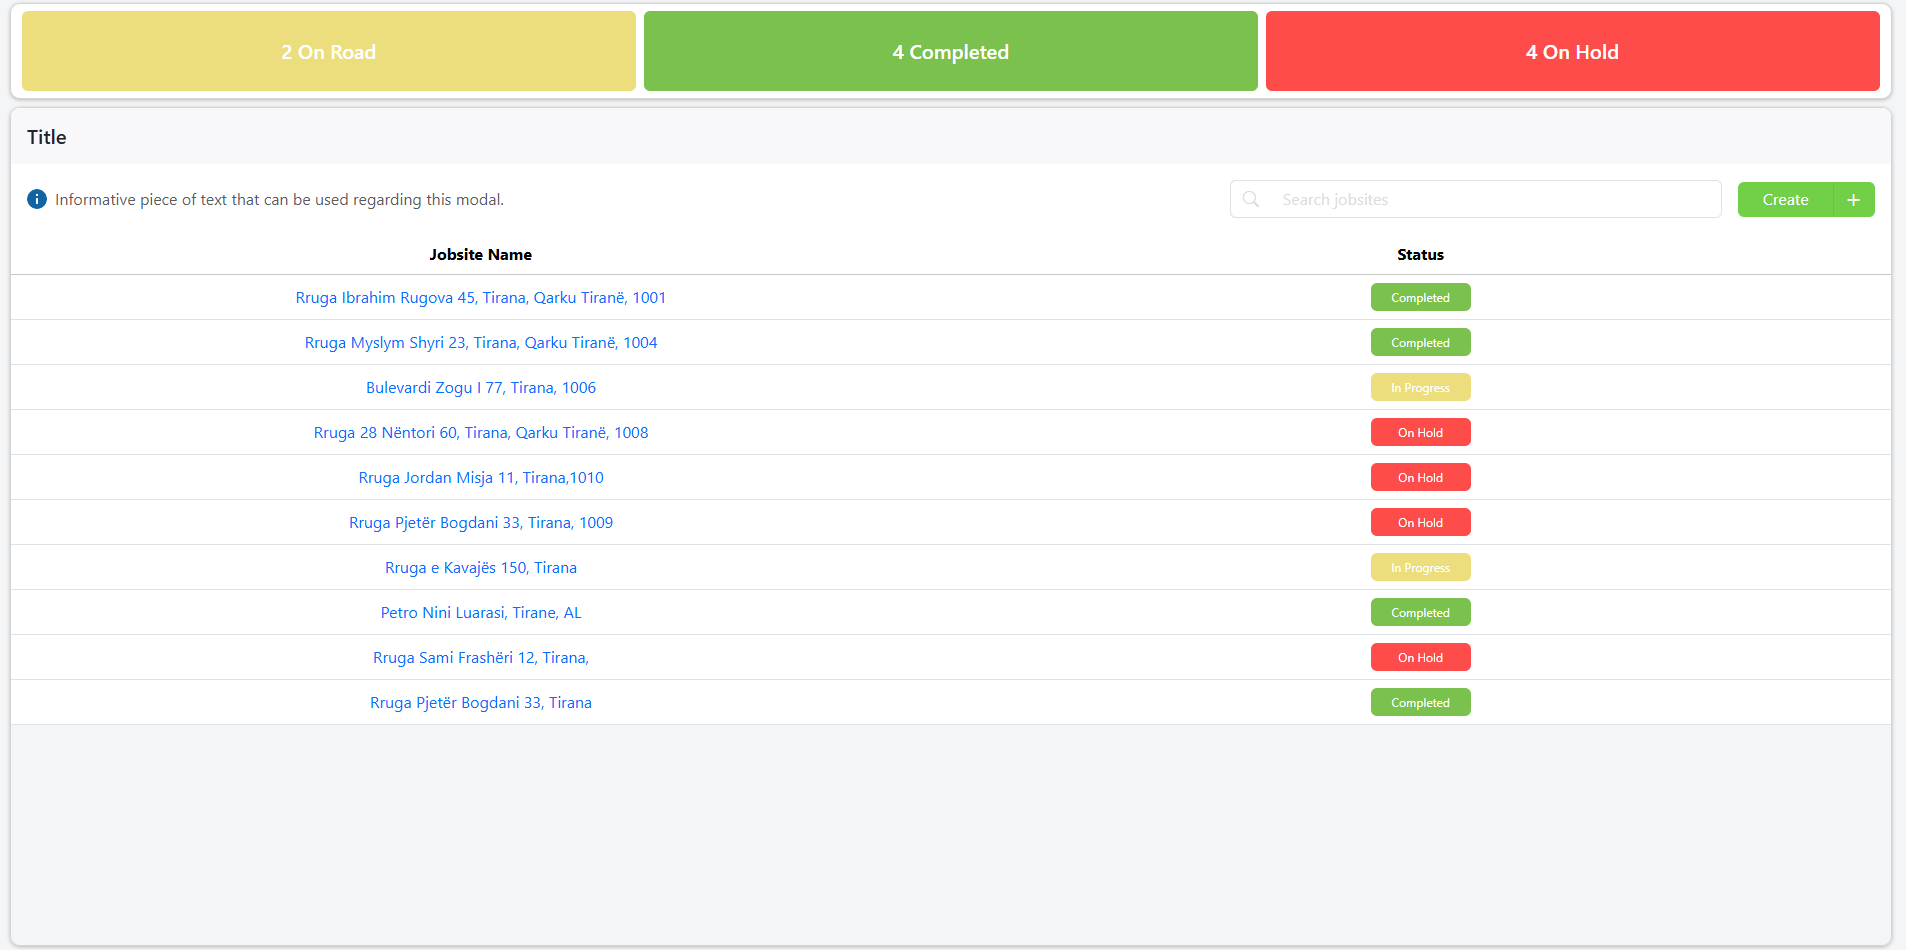 2 On Road 4 Completed 4 On Hold
Title
Informative piece of text that can be used regarding this modal. Search jobsites Create +
Jobsite Name Status
Rruga Ibrahim Rugova 45, Tirana, Qarku Tiranë, 1001 Completed
Rruga Myslym Shyri 23, Tirana, Qarku Tiranë, 1004 Completed
Bulevardi Zogu I 77, Tirana, 1006 In Progress
Rruga 28 Nëntori 60, Tirana, Qarku Tiranë, 1008 On Hold
Rruga Jordan Misja 11, Tirana,1010 On Hold
Rruga Pjetër Bogdani 33, Tirana, 1009 On Hold
Rruga e Kavajës 150, Tirana In Progress
Petro Nini Luarasi, Tirane, AL Completed
Rruga Sami Frashëri 12, Tirana, On Hold
Rruga Pjetër Bogdani 33, Tirana Completed